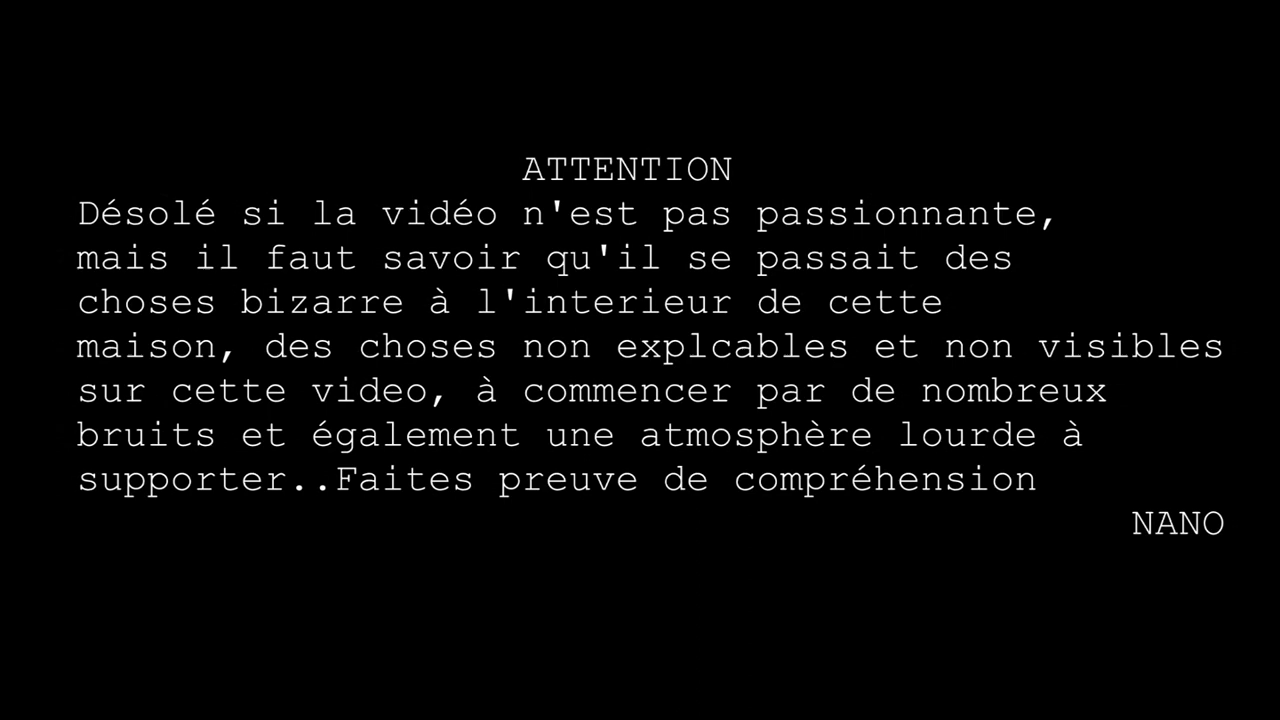 ATTENTION
Désolé si la vidéo n'est pas passionnante,
mais il faut savoir qu'il se passait des
choses bizarre à l'interieur de cette
maison, des choses non explcables et non visibles
sur cette video, à commencer par de nombreux
bruits et également une atmosphère lourde à
supporter..Faites preuve de compréhension
NANO